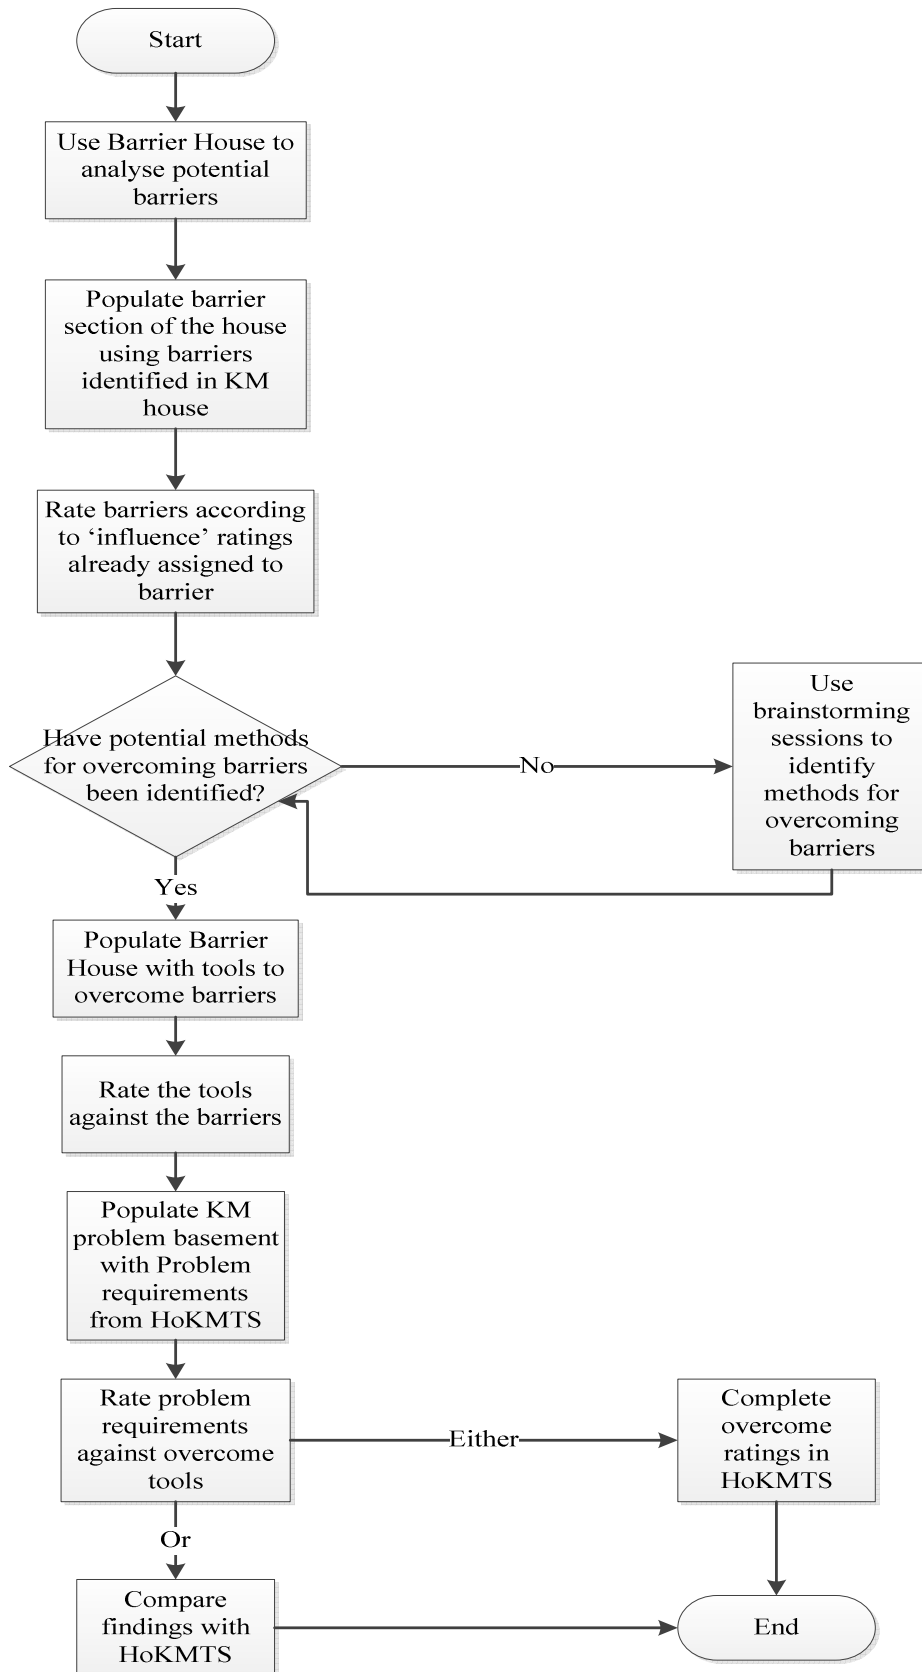 Start
Use Barrier House to
analyse potential
barriers
Populate barrier
section of the house
using barriers
identified in KM
house
Rate barriers according
to ‘influence’ ratings
already assigned to
barrier
Have potential methods
for overcoming barriers
been identified?
No
Use
brainstorming
sessions to
identify
methods for
overcoming
barriers
Yes
Populate Barrier
House with tools to
overcome barriers
Rate the tools
against the barriers
Populate KM
problem basement
with Problem
requirements
from HoKMTS
Rate problem
requirements
against overcome
tools
Either
Complete
overcome
ratings in
HoKMTS
Or
Compare
findings with
HoKMTS
End